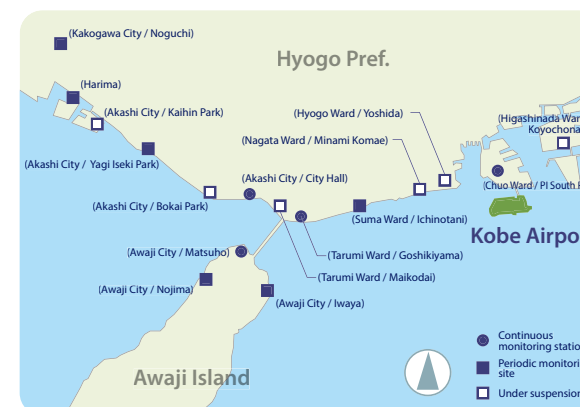 (Kakogawa City / Noguchi)
Hyogo Pref.
(Harima)
(Akashi City / Kaihin Park)
(Hyogo Ward / Yoshida)
(Higashinada War
Koyochona
(Nagata Ward / Minami Komae)
(Akashi City / Yagi Iseki Park)
(Akashi City / City Hall)
(Chuo Ward / PI South
(Akashi City / Bokai Park)
(Suma Ward / Ichinotani)
Kobe Airpo
(Awaji City / Matsuho)
(Tarumi Ward / Goshikiyama)
(Tarumi Ward / Maikodai)
(Awaji City / Nojima)
(Awaji City / Iwaya)
Continuous
monitoring statio
Periodic monitori
site
Awaji Island
Under suspension